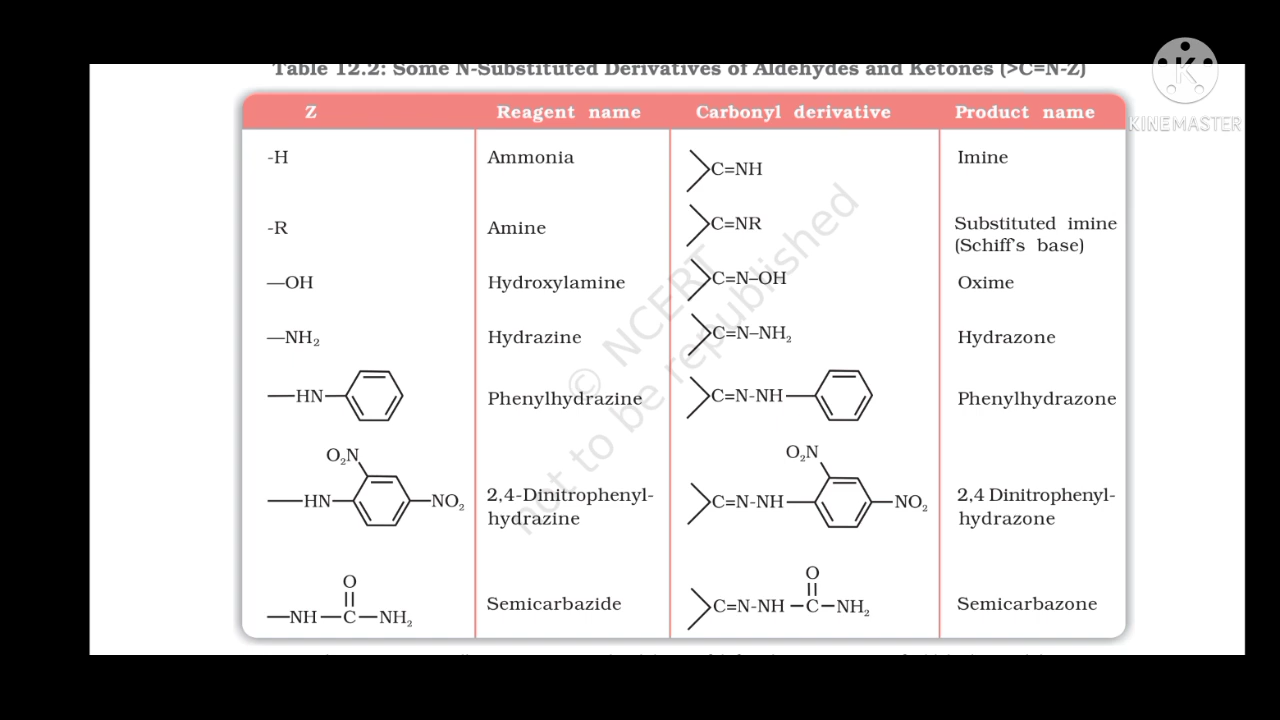 Table 12.2: Some N-Substituted Derivatives of Aldehydes and Ketones (>C=N-Z)
KINEMASTER
Z Reagent name Carbonyl derivative Product name
-H Ammonia C=NH Imine
-R Amine C=NR Substituted imine
(Schiff's base)
—OH Hydroxylamine C=N–OH Oxime
—NH₂ Hydrazine C=N–NH₂ Hydrazone
—HN— Phenylhydrazine C=N-NH— Phenylhydrazone
O₂N O₂N
—HN— —NO₂ 2,4-Dinitrophenyl- C=N-NH— —NO₂ 2,4 Dinitrophenyl-
hydrazine hydrazone
O O
—NH—C—NH₂ Semicarbazide C=N-NH—C—NH₂ Semicarbazone
© NCERT
not to be republished